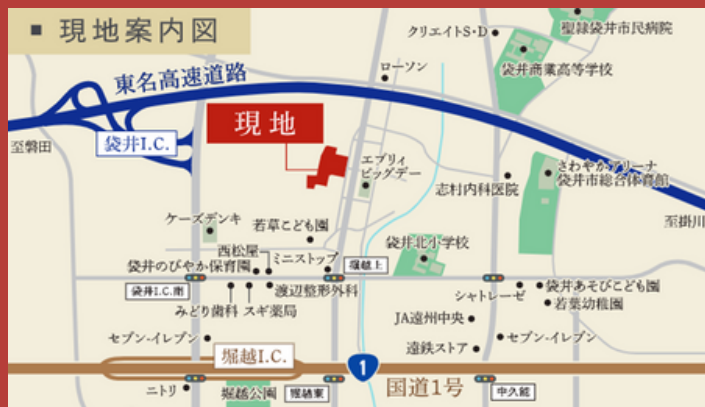 ■ 現地案内図
クリエイトS・D
聖隷袋井市民病院
袋井商業高等学校
ローソン
東名高速道路
現地
袋井I.C.
至磐田
エブリィ
ビッグデー
志村内科医院
さわやかアリーナ
袋井市総合体育館
至掛川
ケーズデンキ
若草こども園
西松屋
ミニストップ
袋井のびやか保育園
堀越上
袋井北小学校
袋井I.C.南
渡辺整形外科
みどり歯科
スギ薬局
シャトレーゼ
袋井あそびこども園
若葉幼稚園
JA遠州中央
セブン-イレブン
セブン-イレブン
遠鉄ストア
堀越I.C.
1
国道1号
ニトリ
堀越公園
堀越東
中久能